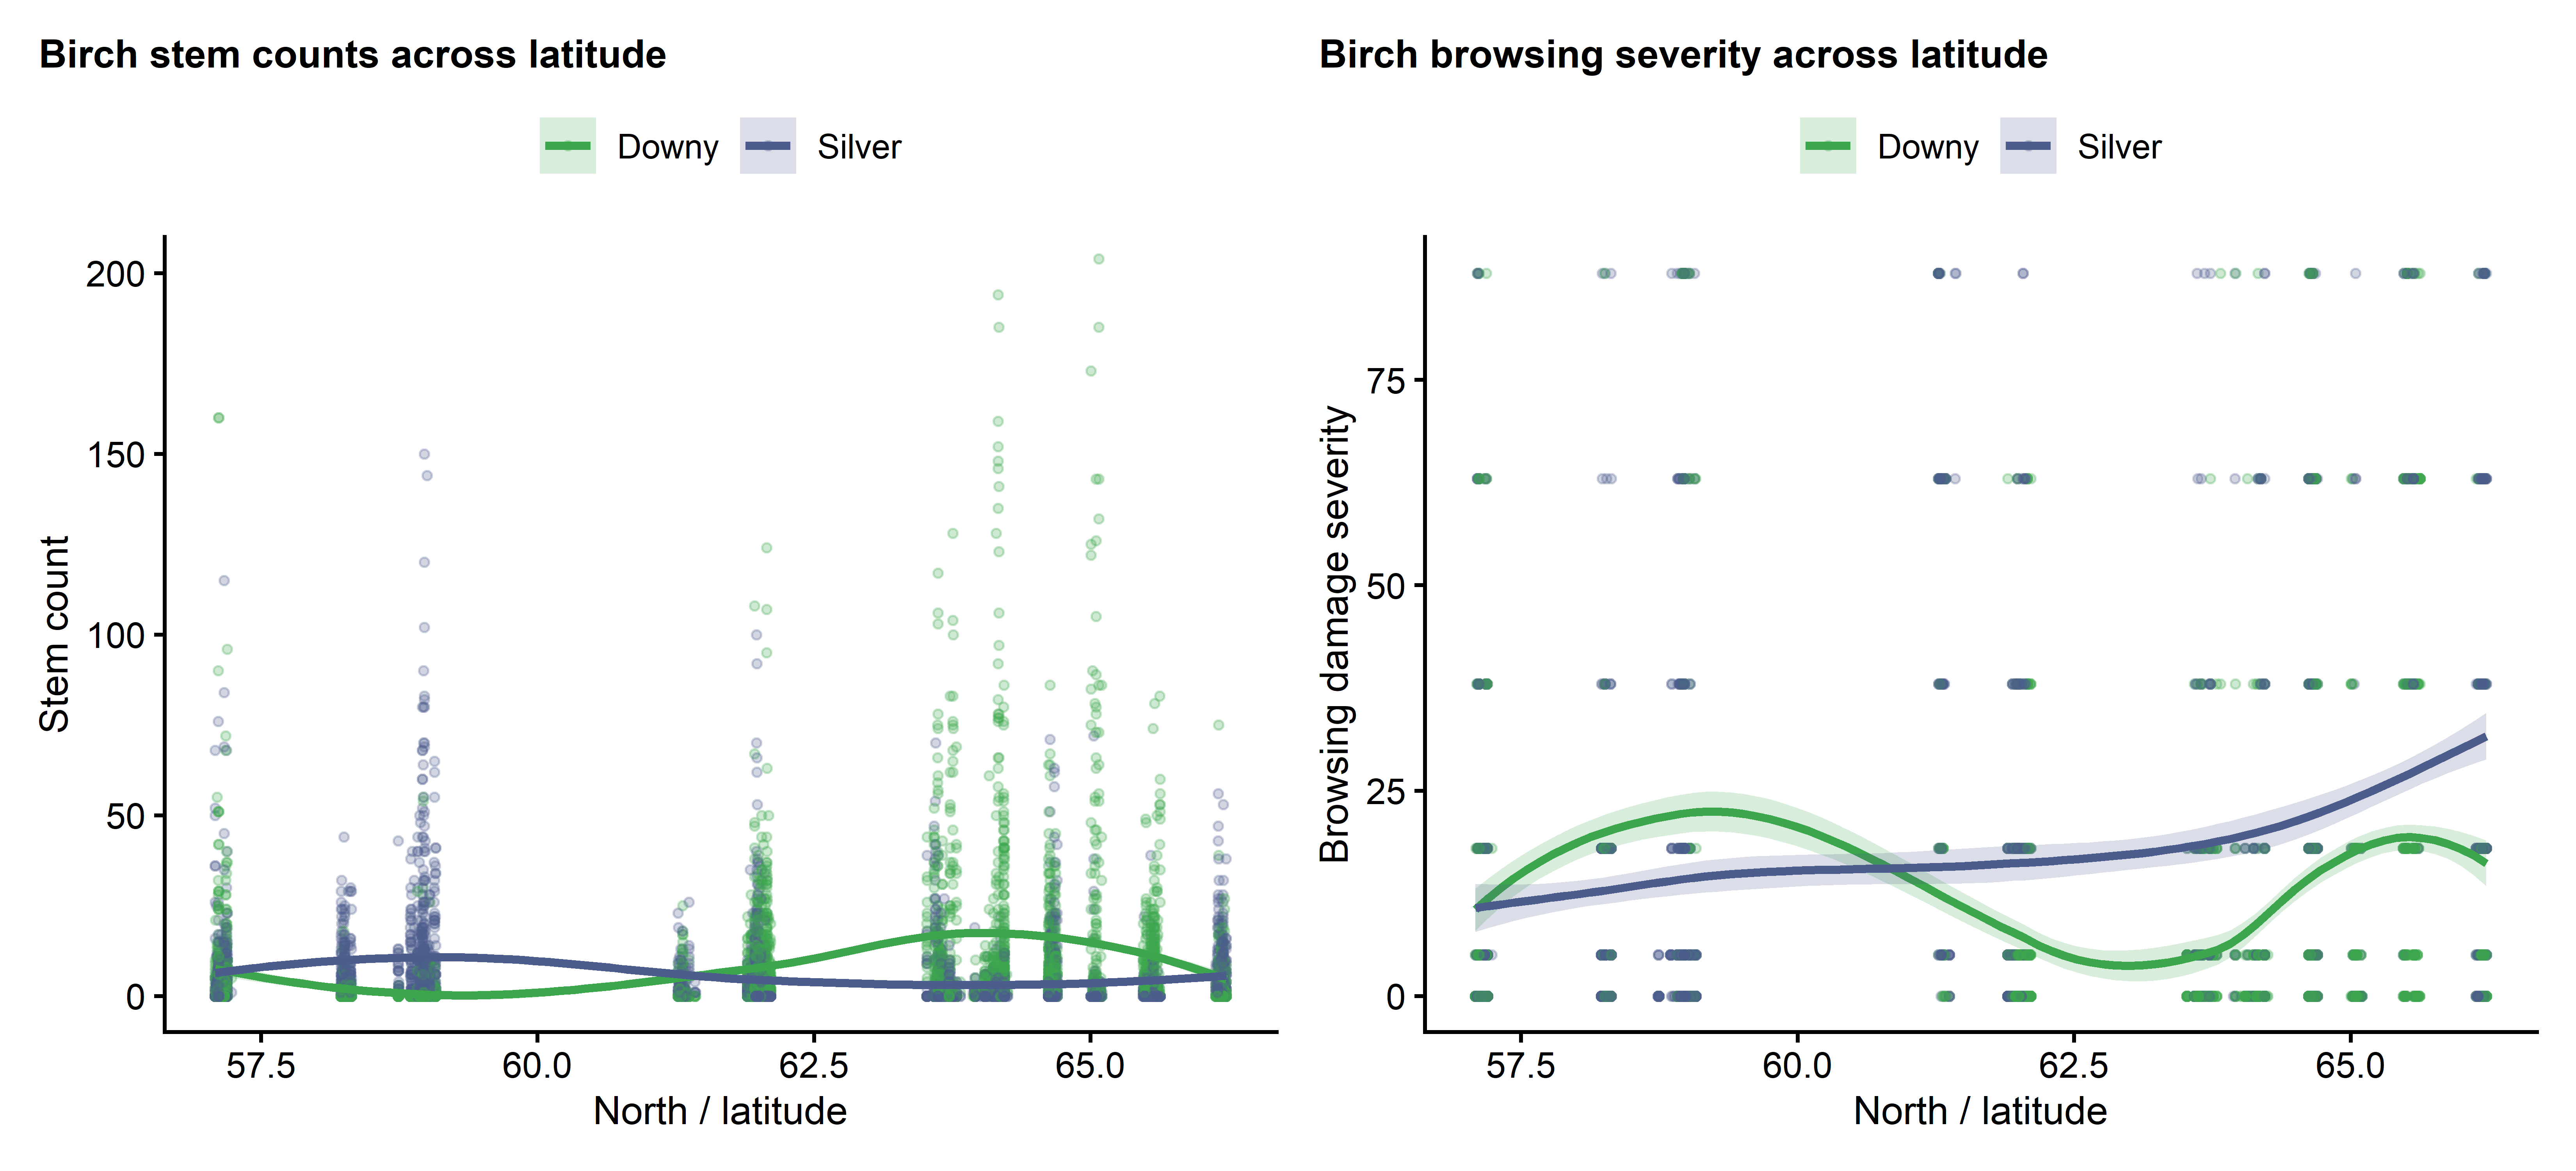 Birch stem counts across latitude
Downy
Silver
Stem count
200
150
100
50
0
57.5
60.0
62.5
65.0
North / latitude
Birch browsing severity across latitude
Downy
Silver
Browsing damage severity
75
50
25
0
57.5
60.0
62.5
65.0
North / latitude